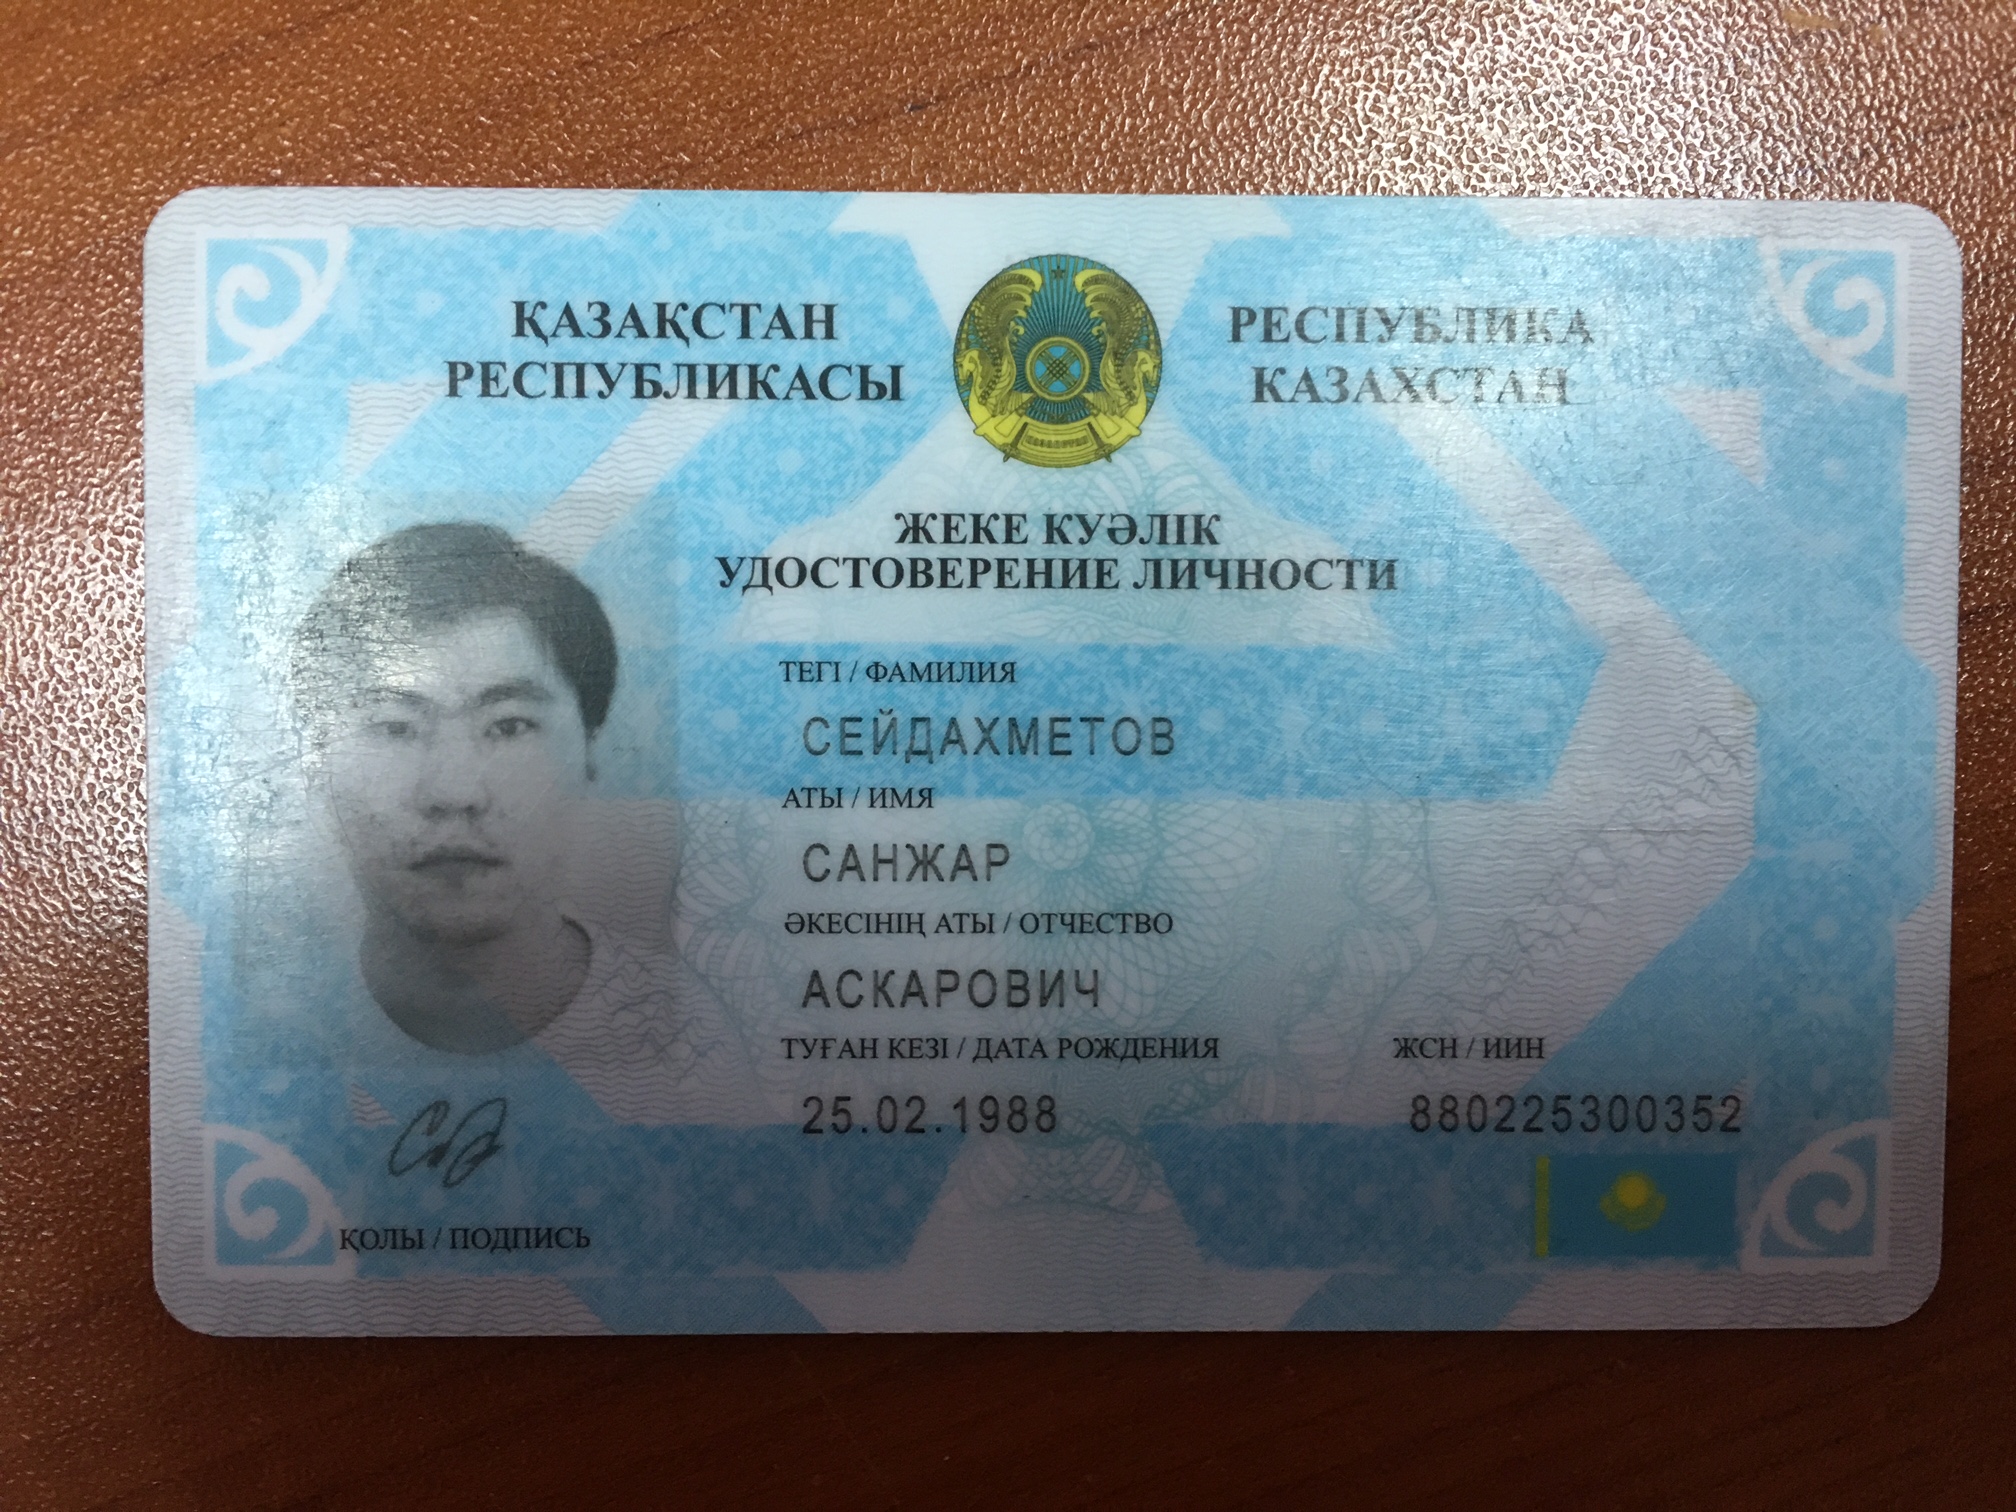 ҚАЗАҚСТАН
РЕСПУБЛИКАСЫ
РЕСПУБЛИКА
КАЗАХСТАН
ЖЕКЕ КУӘЛІК
УДОСТОВЕРЕНИЕ ЛИЧНОСТИ
ТЕГІ / ФАМИЛИЯ
СЕЙДАХМЕТОВ
АТЫ / ИМЯ
САНЖАР
ӘКЕСІНІҢ АТЫ / ОТЧЕСТВО
АСКАРОВИЧ
ТУҒАН КЕЗІ / ДАТА РОЖДЕНИЯ
25.02.1988
ЖСН / ИИН
880225300352
ҚОЛЫ / ПОДПИСЬ